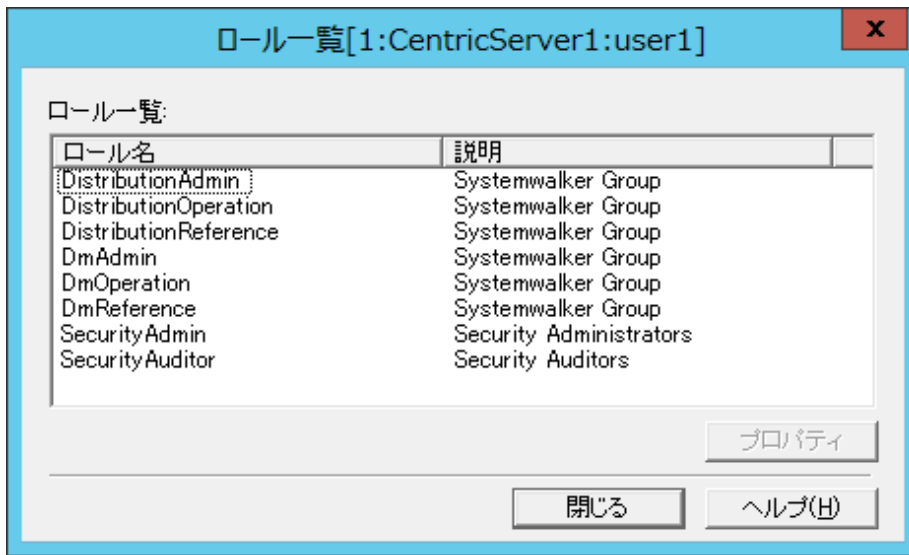 ロール一覧[1:CentricServer1:user1]
x
ロール一覧:
ロール名 説明
DistributionAdmin Systemwalker Group
DistributionOperation Systemwalker Group
DistributionReference Systemwalker Group
DmAdmin Systemwalker Group
DmOperation Systemwalker Group
DmReference Systemwalker Group
SecurityAdmin Security Administrators
SecurityAuditor Security Auditors
プロパティ
閉じる ヘルプ(H)